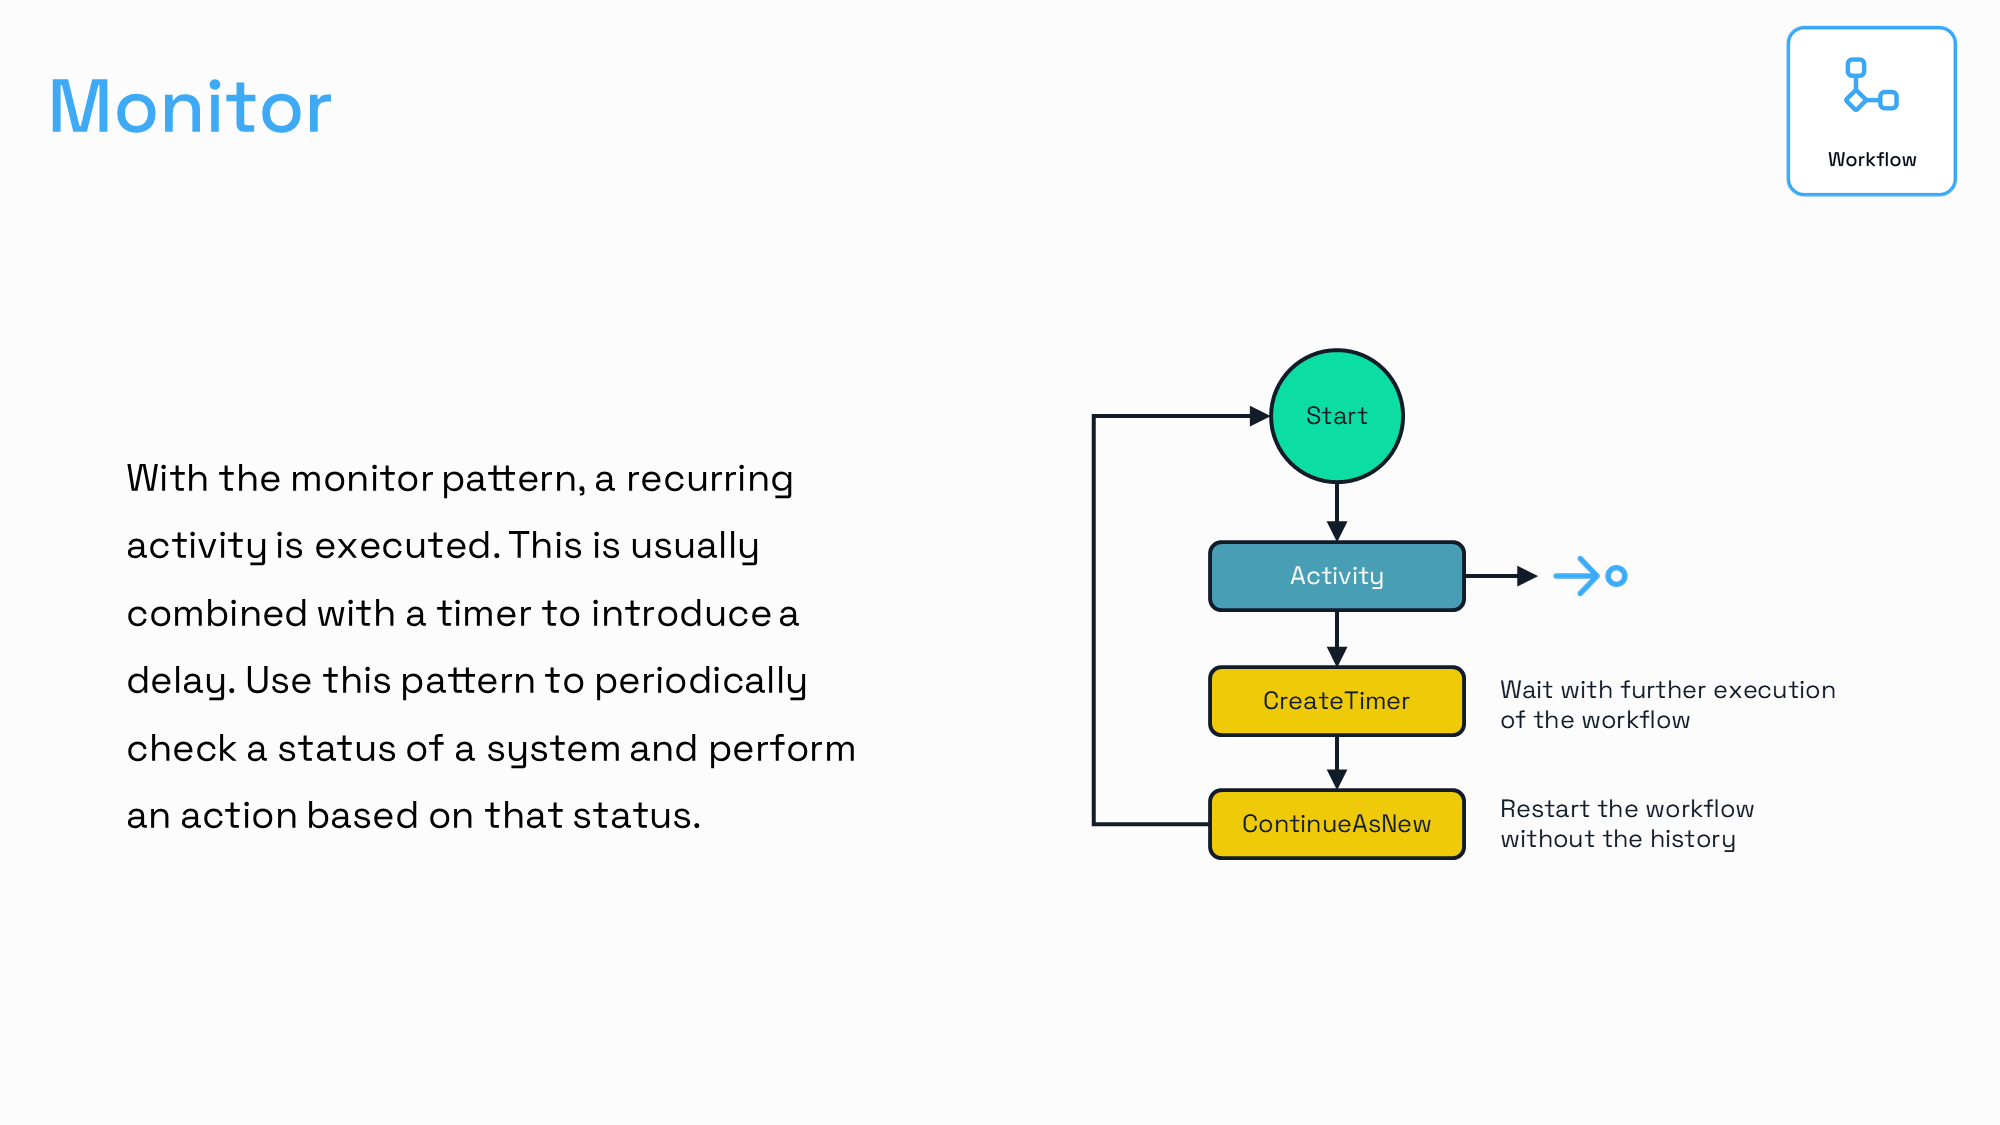 Monitor
Workflow
With the monitor pattern, a recurring
activity is executed. This is usually
combined with a timer to introduce a
delay. Use this pattern to periodically
check a status of a system and perform
an action based on that status.
Start
Activity
CreateTimer
Wait with further execution
of the workflow
ContinueAsNew
Restart the workflow
without the history